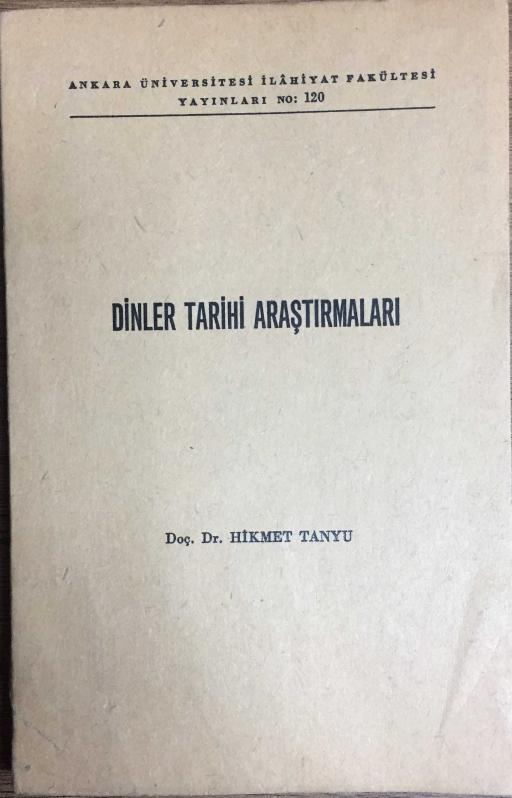 ANKARA ÜNİVERSİTESİ İLÂHİYAT FAKÜLTESİ
YAYINLARI NO: 120
DİNLER TARİHİ ARAŞTIRMALARI
Doç. Dr. HİKMET TANYU